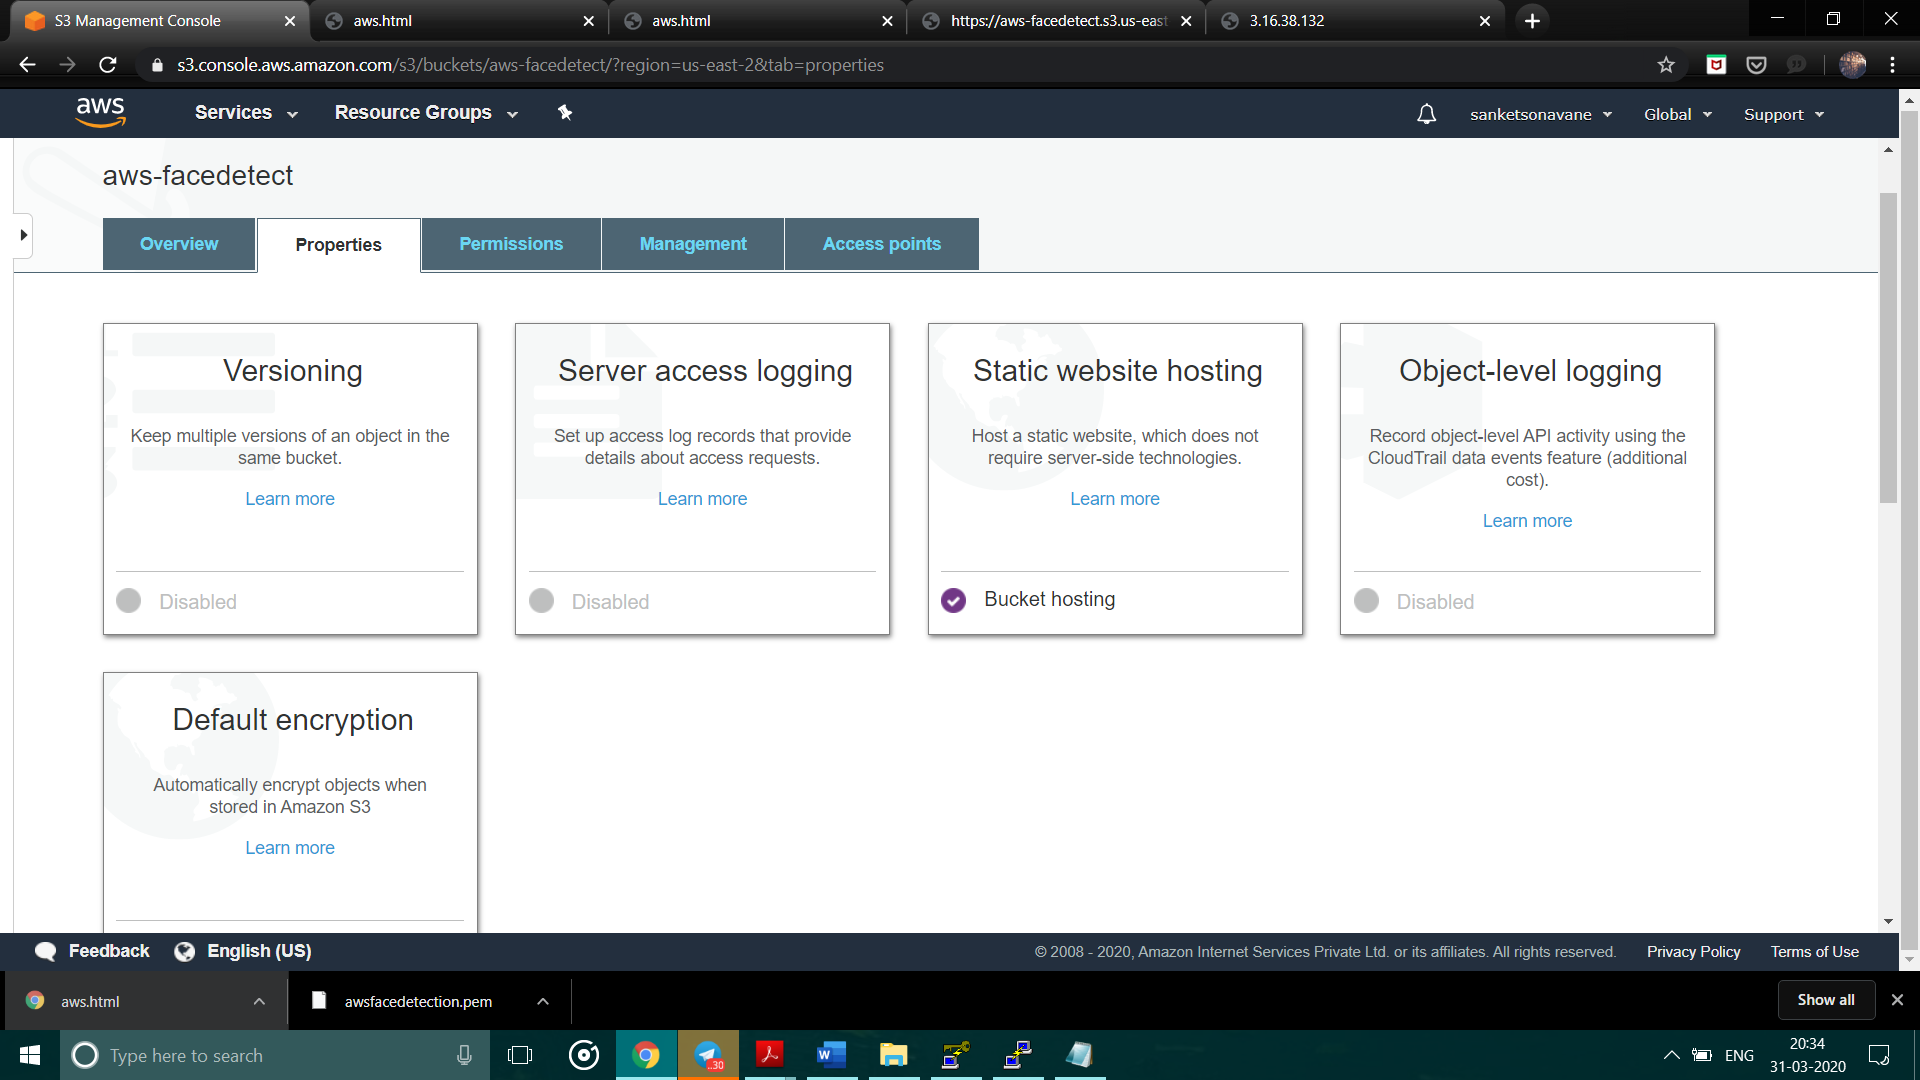 S3 Management Console
aws.html
aws.html
https://aws-facedetect.s3.us-east
3.16.38.132
s3.console.aws.amazon.com/s3/buckets/aws-facedetect/?region=us-east-2&tab=properties
aws
Services
Resource Groups
sanketsonavane
Global
Support
aws-facedetect
Overview
Properties
Permissions
Management
Access points
Versioning
Keep multiple versions of an object in the
same bucket.
Learn more
Disabled
Server access logging
Set up access log records that provide
details about access requests.
Learn more
Disabled
Static website hosting
Host a static website, which does not
require server-side technologies.
Learn more
Bucket hosting
Object-level logging
Record object-level API activity using the
CloudTrail data events feature (additional
cost).
Learn more
Disabled
Default encryption
Automatically encrypt objects when
stored in Amazon S3
Learn more
Feedback
English (US)
© 2008 - 2020, Amazon Internet Services Private Ltd. or its affiliates. All rights reserved.
Privacy Policy
Terms of Use
aws.html
awsfacedetection.pem
Show all
Type here to search
..30
W
ENG
20:34
31-03-2020